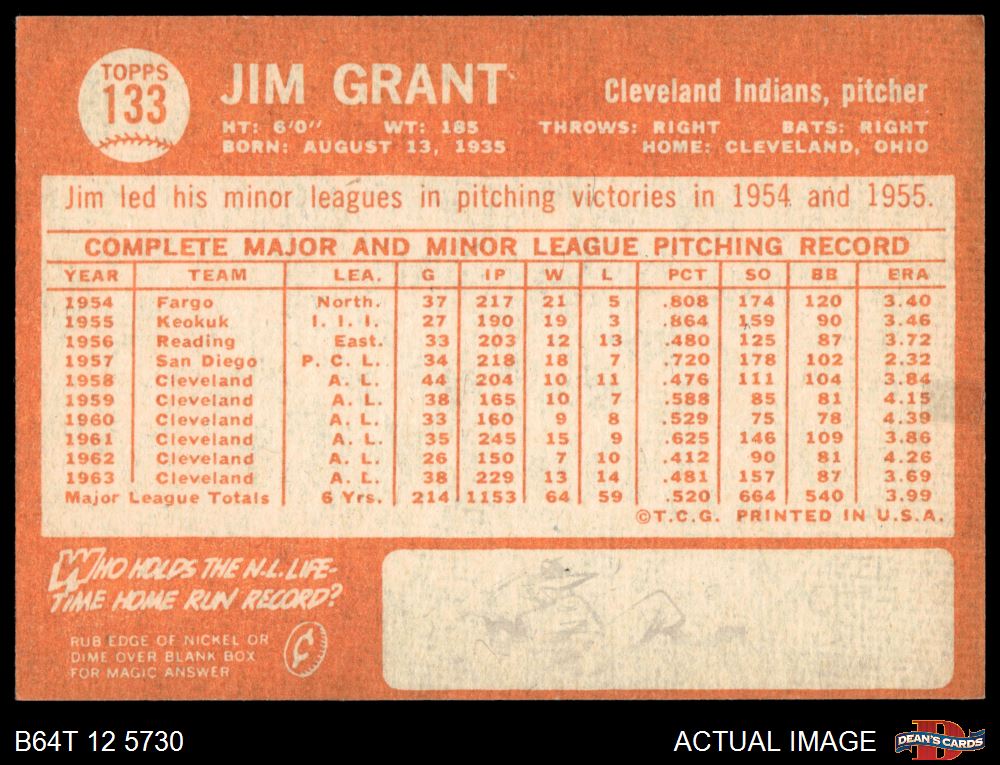 TOPPS
133
JIM GRANT
Cleveland Indians, pitcher
HT: 6'0" WT: 185 THROWS: RIGHT BATS: RIGHT
BORN: AUGUST 13, 1935 HOME: CLEVELAND, OHIO
Jim led his minor leagues in pitching victories in 1954 and 1955.
COMPLETE MAJOR AND MINOR LEAGUE PITCHING RECORD
YEAR TEAM LEA. G IP W L PCT SO BB ERA
1954 Fargo North. 37 217 21 5 .808 174 120 3.40
1955 Keokuk I. I. I. 27 190 19 3 .864 159 90 3.46
1956 Reading East. 33 203 12 13 .480 125 87 3.72
1957 San Diego P. C. L. 34 218 18 7 .720 178 102 2.32
1958 Cleveland A. L. 44 204 10 11 .476 111 104 3.84
1959 Cleveland A. L. 38 165 10 7 .588 85 81 4.15
1960 Cleveland A. L. 33 160 9 8 .529 75 78 4.39
1961 Cleveland A. L. 35 245 15 9 .625 146 109 3.86
1962 Cleveland A. L. 26 150 7 10 .412 90 81 4.26
1963 Cleveland A. L. 38 229 13 14 .481 157 87 3.69
Major League Totals 6 Yrs. 214 1153 64 59 .520 664 540 3.99
©T.C.G. PRINTED IN U.S.A.
WHO HOLDS THE N.L. LIFE-
TIME HOME RUN RECORD?
RUB EDGE OF NICKEL OR
DIME OVER BLANK BOX
FOR MAGIC ANSWER
B64T 12 5730
ACTUAL IMAGE
DEAN'S CARDS